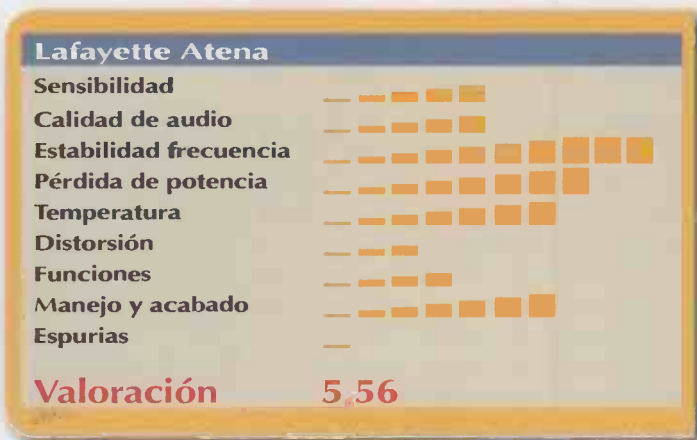 Lafayette Atena
Sensibilidad
Calidad de audio
Estabilidad frecuencia
Pérdida de potencia
Temperatura
Distorsión
Funciones
Manejo y acabado
Espurias
Valoración 5,56